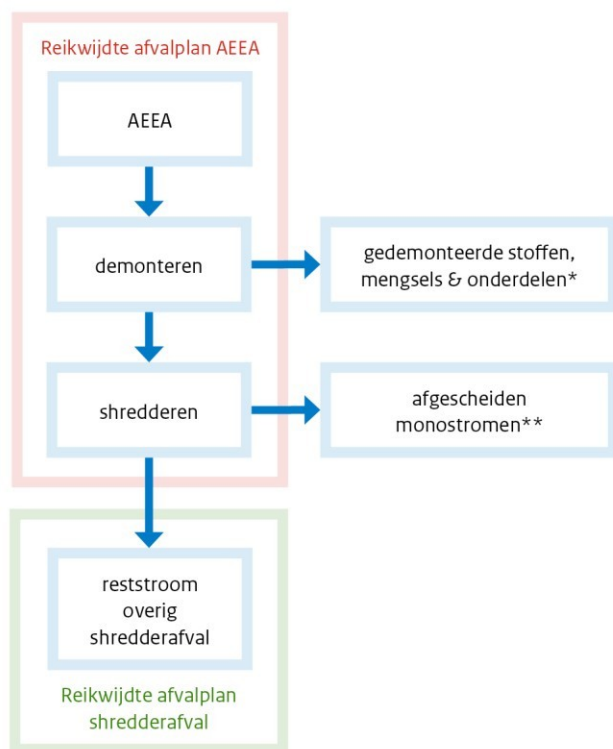 Reikwijdte afvalplan AEEA
AEEA
demonteren
gedemonteerde stoffen,
mengsels & onderdelen*
shredderen
afgescheiden
monostromen**
reststroom
overig
shredderafval
Reikwijdte afvalplan
shredderafval